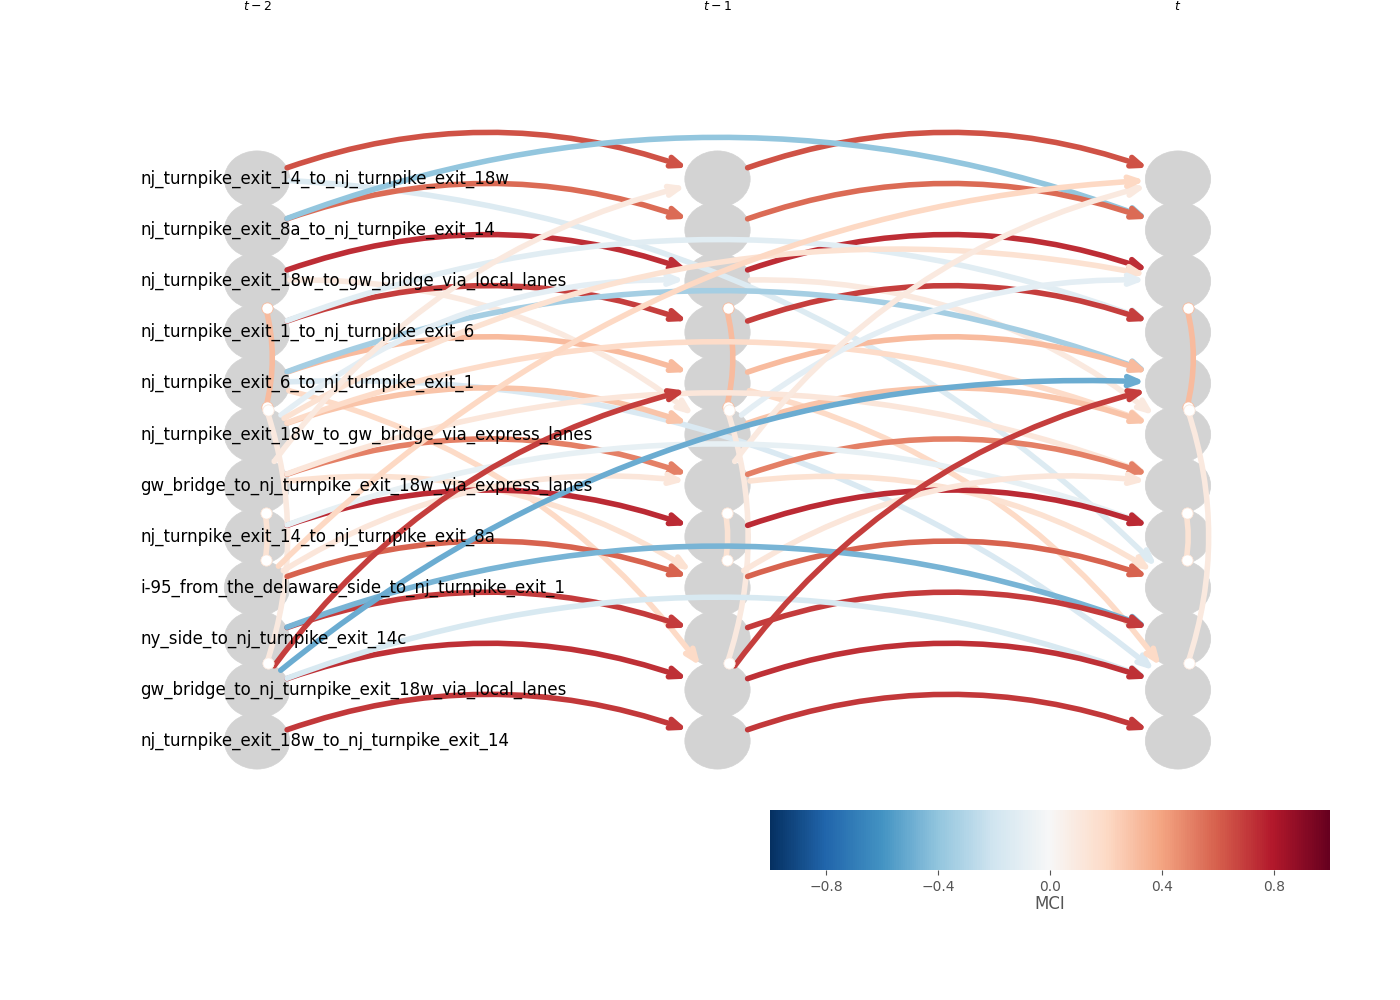 t − 2 t − 1 t
nj_turnpike_exit_14_to_nj_turnpike_exit_18w
nj_turnpike_exit_8a_to_nj_turnpike_exit_14
nj_turnpike_exit_18w_to_gw_bridge_via_local_lanes
nj_turnpike_exit_1_to_nj_turnpike_exit_6
nj_turnpike_exit_6_to_nj_turnpike_exit_1
nj_turnpike_exit_18w_to_gw_bridge_via_express_lanes
gw_bridge_to_nj_turnpike_exit_18w_via_express_lanes
nj_turnpike_exit_14_to_nj_turnpike_exit_8a
i-95_from_the_delaware_side_to_nj_turnpike_exit_1
ny_side_to_nj_turnpike_exit_14c
gw_bridge_to_nj_turnpike_exit_18w_via_local_lanes
nj_turnpike_exit_18w_to_nj_turnpike_exit_14
−0.8 −0.4 0.0 0.4 0.8
MCI